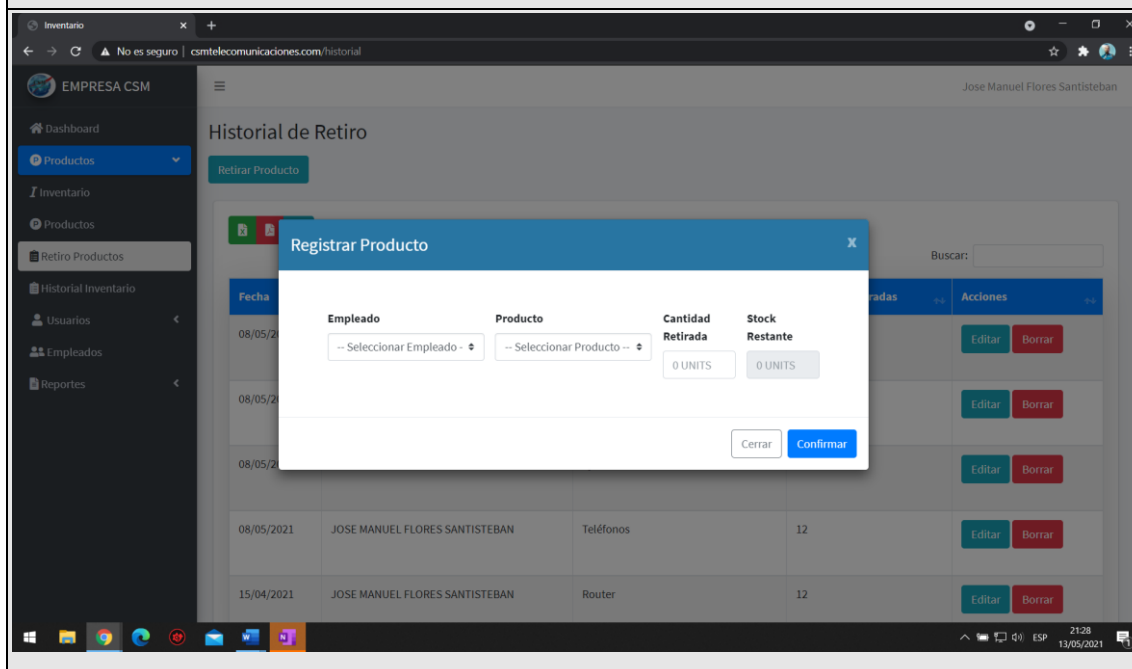 Inventario
No es seguro | csmtelecomunicaciones.com/historial
EMPRESA CSM
Jose Manuel Flores Santisteban
Dashboard
Productos
Inventario
Productos
Retiro Productos
Historial Inventario
Usuarios
Empleados
Reportes
Historial de Retiro
Retirar Producto
Buscar:
Registrar Producto
X
Empleado
Producto
Cantidad Retirada
Stock Restante
-- Seleccionar Empleado -
-- Seleccionar Producto --
0 UNITS
0 UNITS
Cerrar
Confirmar
Fecha
Acciones
08/05/2
Editar Borrar
08/05/2
Editar Borrar
08/05/2
Editar Borrar
08/05/2021 JOSE MANUEL FLORES SANTISTEBAN Teléfonos 12 Editar Borrar
15/04/2021 JOSE MANUEL FLORES SANTISTEBAN Router 12 Editar Borrar
ESP
21:28
13/05/2021